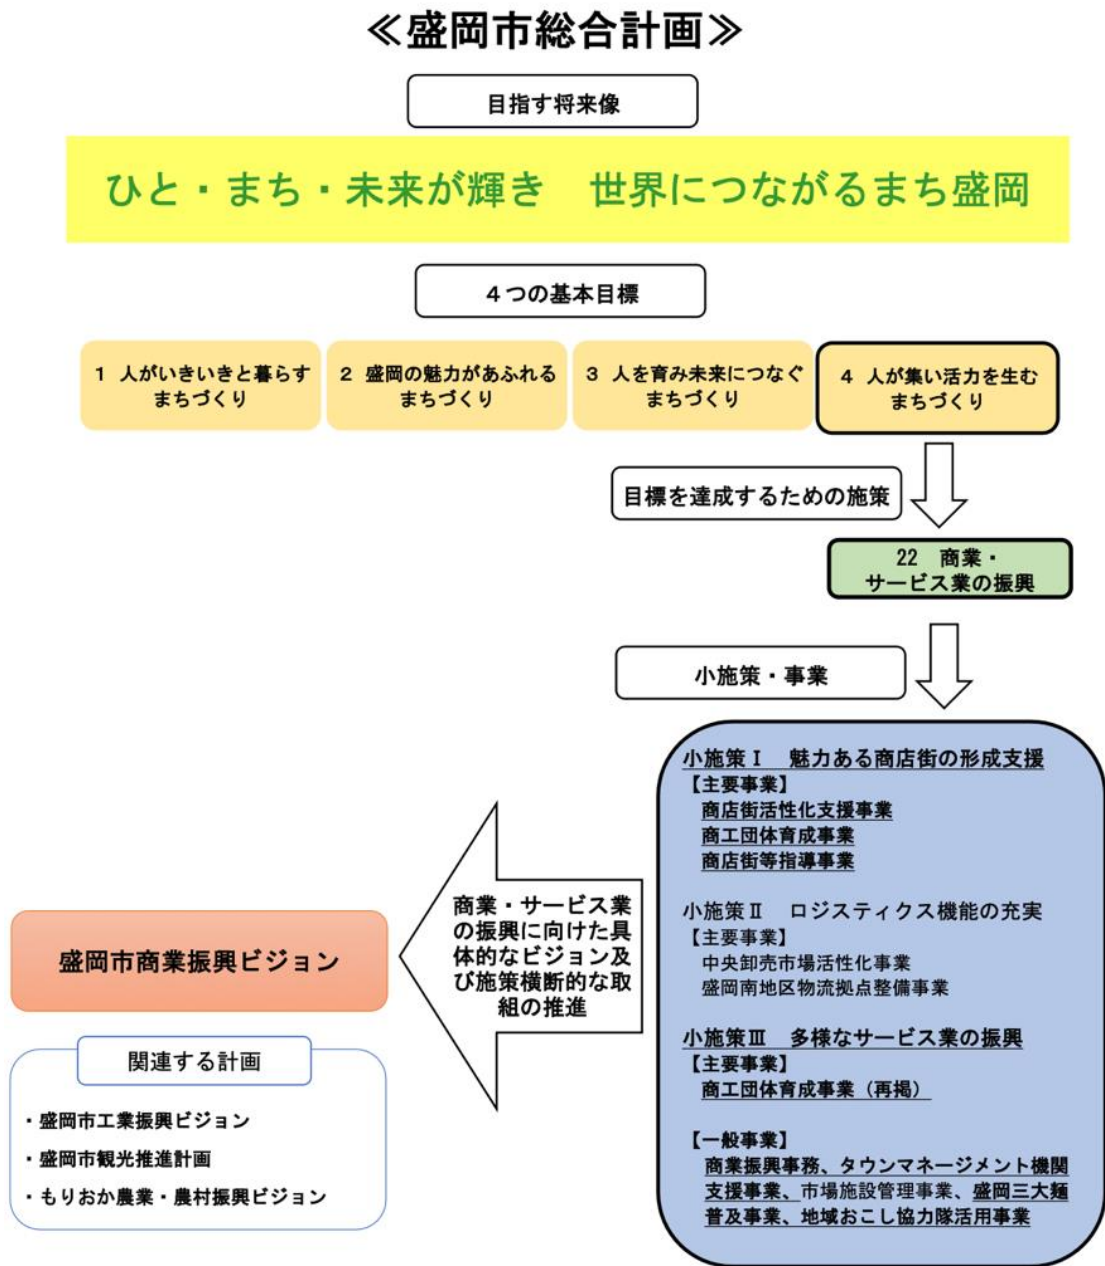 ≪盛岡市総合計画≫
目指す将来像
ひと・まち・未来が輝き　世界につながるまち盛岡
４つの基本目標
1 人がいきいきと暮らす
まちづくり
2 盛岡の魅力があふれる
まちづくり
3 人を育み未来につなぐ
まちづくり
4 人が集い活力を生む
まちづくり
目標を達成するための施策
22　商業・
サービス業の振興
小施策・事業
小施策Ⅰ　魅力ある商店街の形成支援
【主要事業】
商店街活性化支援事業
商工団体育成事業
商店街等指導事業
小施策Ⅱ　ロジスティクス機能の充実
【主要事業】
中央卸売市場活性化事業
盛岡南地区物流拠点整備事業
小施策Ⅲ　多様なサービス業の振興
【主要事業】
商工団体育成事業（再掲）
【一般事業】
商業振興事務、タウンマネージメント機関
支援事業、市場施設管理事業、盛岡三大麺
普及事業、地域おこし協力隊活用事業
商業・サービス業
の振興に向けた具
体的なビジョン及
び施策横断的な取
組の推進
盛岡市商業振興ビジョン
関連する計画
・盛岡市工業振興ビジョン
・盛岡市観光推進計画
・もりおか農業・農村振興ビジョン